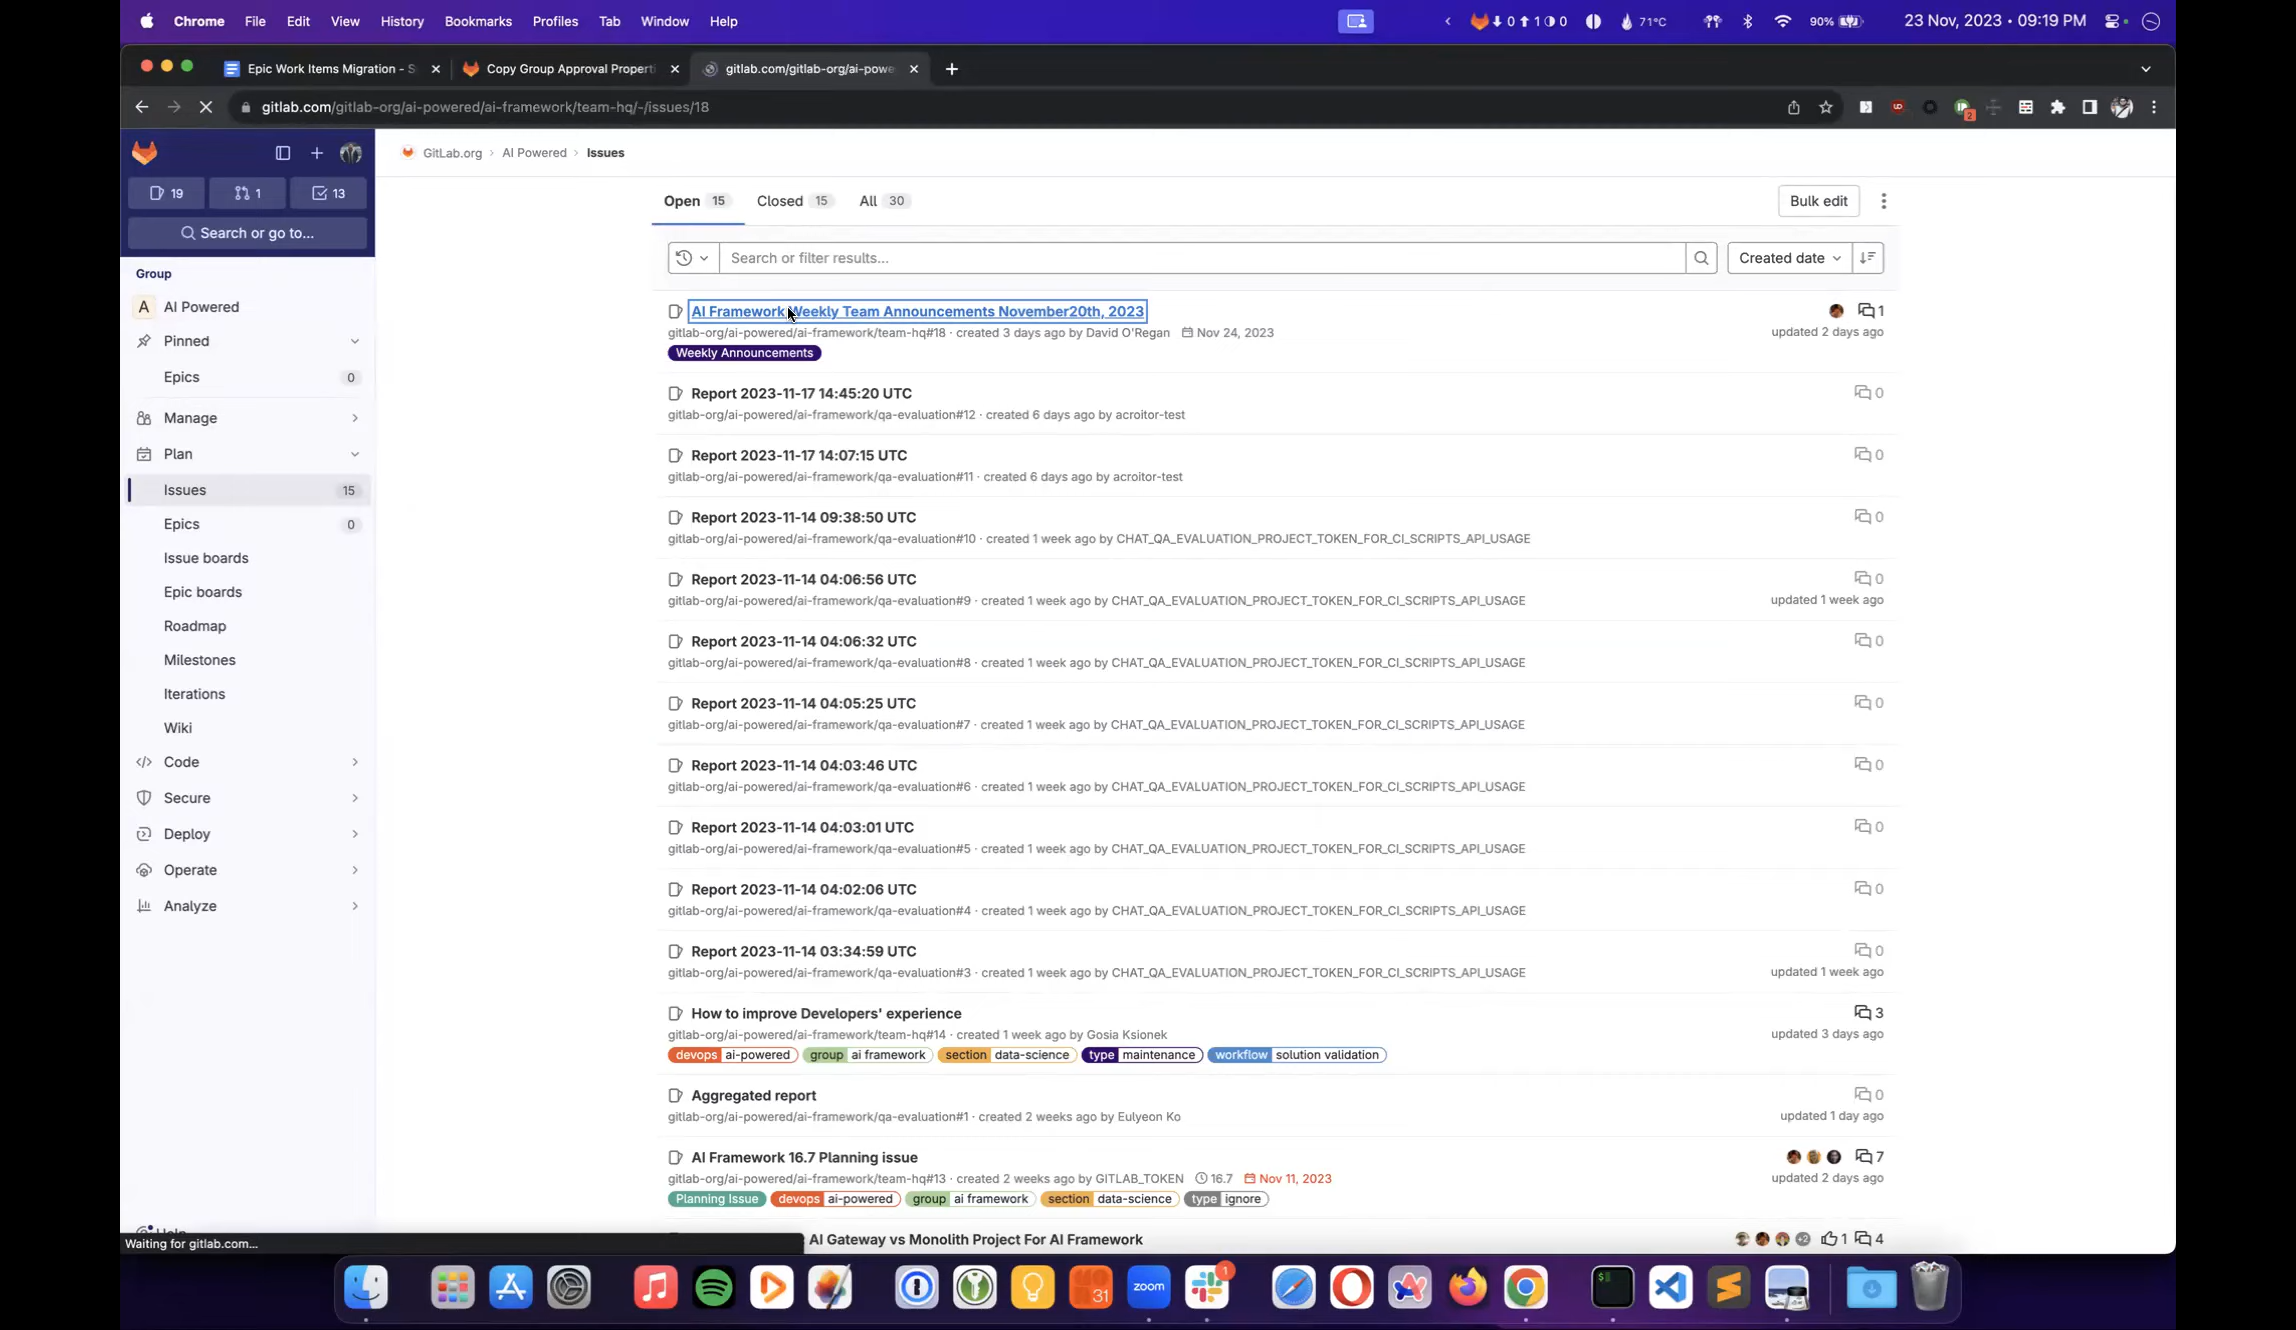 Chrome File Edit View History Bookmarks Profiles Tab Window Help
0 1 0 71°C 90% 23 Nov, 2023 • 09:19 PM
Epic Work Items Migration - S
Copy Group Approval Properti
gitlab.com/gitlab-org/ai-powe
gitlab.com/gitlab-org/ai-powered/ai-framework/team-hq/-/issues/18
2
19 1 13
Search or go to...
Group
A AI Powered
Pinned
Epics 0
Manage
Plan
Issues 15
Epics 0
Issue boards
Epic boards
Roadmap
Milestones
Iterations
Wiki
Code
Secure
Deploy
Operate
Analyze
Help
Waiting for gitlab.com...
GitLab.org › AI Powered › Issues
Open 15 Closed 15 All 30
Bulk edit
Search or filter results...
Created date
AI Framework Weekly Team Announcements November20th, 2023
1
gitlab-org/ai-powered/ai-framework/team-hq#18 · created 3 days ago by David O'Regan Nov 24, 2023
updated 2 days ago
Weekly Announcements
Report 2023-11-17 14:45:20 UTC
0
gitlab-org/ai-powered/ai-framework/qa-evaluation#12 · created 6 days ago by acroitor-test
Report 2023-11-17 14:07:15 UTC
0
gitlab-org/ai-powered/ai-framework/qa-evaluation#11 · created 6 days ago by acroitor-test
Report 2023-11-14 09:38:50 UTC
0
gitlab-org/ai-powered/ai-framework/qa-evaluation#10 · created 1 week ago by CHAT_QA_EVALUATION_PROJECT_TOKEN_FOR_CI_SCRIPTS_API_USAGE
Report 2023-11-14 04:06:56 UTC
0
gitlab-org/ai-powered/ai-framework/qa-evaluation#9 · created 1 week ago by CHAT_QA_EVALUATION_PROJECT_TOKEN_FOR_CI_SCRIPTS_API_USAGE
updated 1 week ago
Report 2023-11-14 04:06:32 UTC
0
gitlab-org/ai-powered/ai-framework/qa-evaluation#8 · created 1 week ago by CHAT_QA_EVALUATION_PROJECT_TOKEN_FOR_CI_SCRIPTS_API_USAGE
Report 2023-11-14 04:05:25 UTC
0
gitlab-org/ai-powered/ai-framework/qa-evaluation#7 · created 1 week ago by CHAT_QA_EVALUATION_PROJECT_TOKEN_FOR_CI_SCRIPTS_API_USAGE
Report 2023-11-14 04:03:46 UTC
0
gitlab-org/ai-powered/ai-framework/qa-evaluation#6 · created 1 week ago by CHAT_QA_EVALUATION_PROJECT_TOKEN_FOR_CI_SCRIPTS_API_USAGE
Report 2023-11-14 04:03:01 UTC
0
gitlab-org/ai-powered/ai-framework/qa-evaluation#5 · created 1 week ago by CHAT_QA_EVALUATION_PROJECT_TOKEN_FOR_CI_SCRIPTS_API_USAGE
Report 2023-11-14 04:02:06 UTC
0
gitlab-org/ai-powered/ai-framework/qa-evaluation#4 · created 1 week ago by CHAT_QA_EVALUATION_PROJECT_TOKEN_FOR_CI_SCRIPTS_API_USAGE
Report 2023-11-14 03:34:59 UTC
0
gitlab-org/ai-powered/ai-framework/qa-evaluation#3 · created 1 week ago by CHAT_QA_EVALUATION_PROJECT_TOKEN_FOR_CI_SCRIPTS_API_USAGE
updated 1 week ago
How to improve Developers' experience
3
gitlab-org/ai-powered/ai-framework/team-hq#14 · created 1 week ago by Gosia Ksionek
updated 3 days ago
devops ai-powered group ai framework section data-science type maintenance workflow solution validation
Aggregated report
0
gitlab-org/ai-powered/ai-framework/qa-evaluation#1 · created 2 weeks ago by Eulyeon Ko
updated 1 day ago
AI Framework 16.7 Planning issue
7
gitlab-org/ai-powered/ai-framework/team-hq#13 · created 2 weeks ago by GITLAB_TOKEN 16.7 Nov 11, 2023
updated 2 days ago
Planning Issue devops ai-powered group ai framework section data-science type ignore
: AI Gateway vs Monolith Project For AI Framework
+2 1 4
31 zoom 1 $